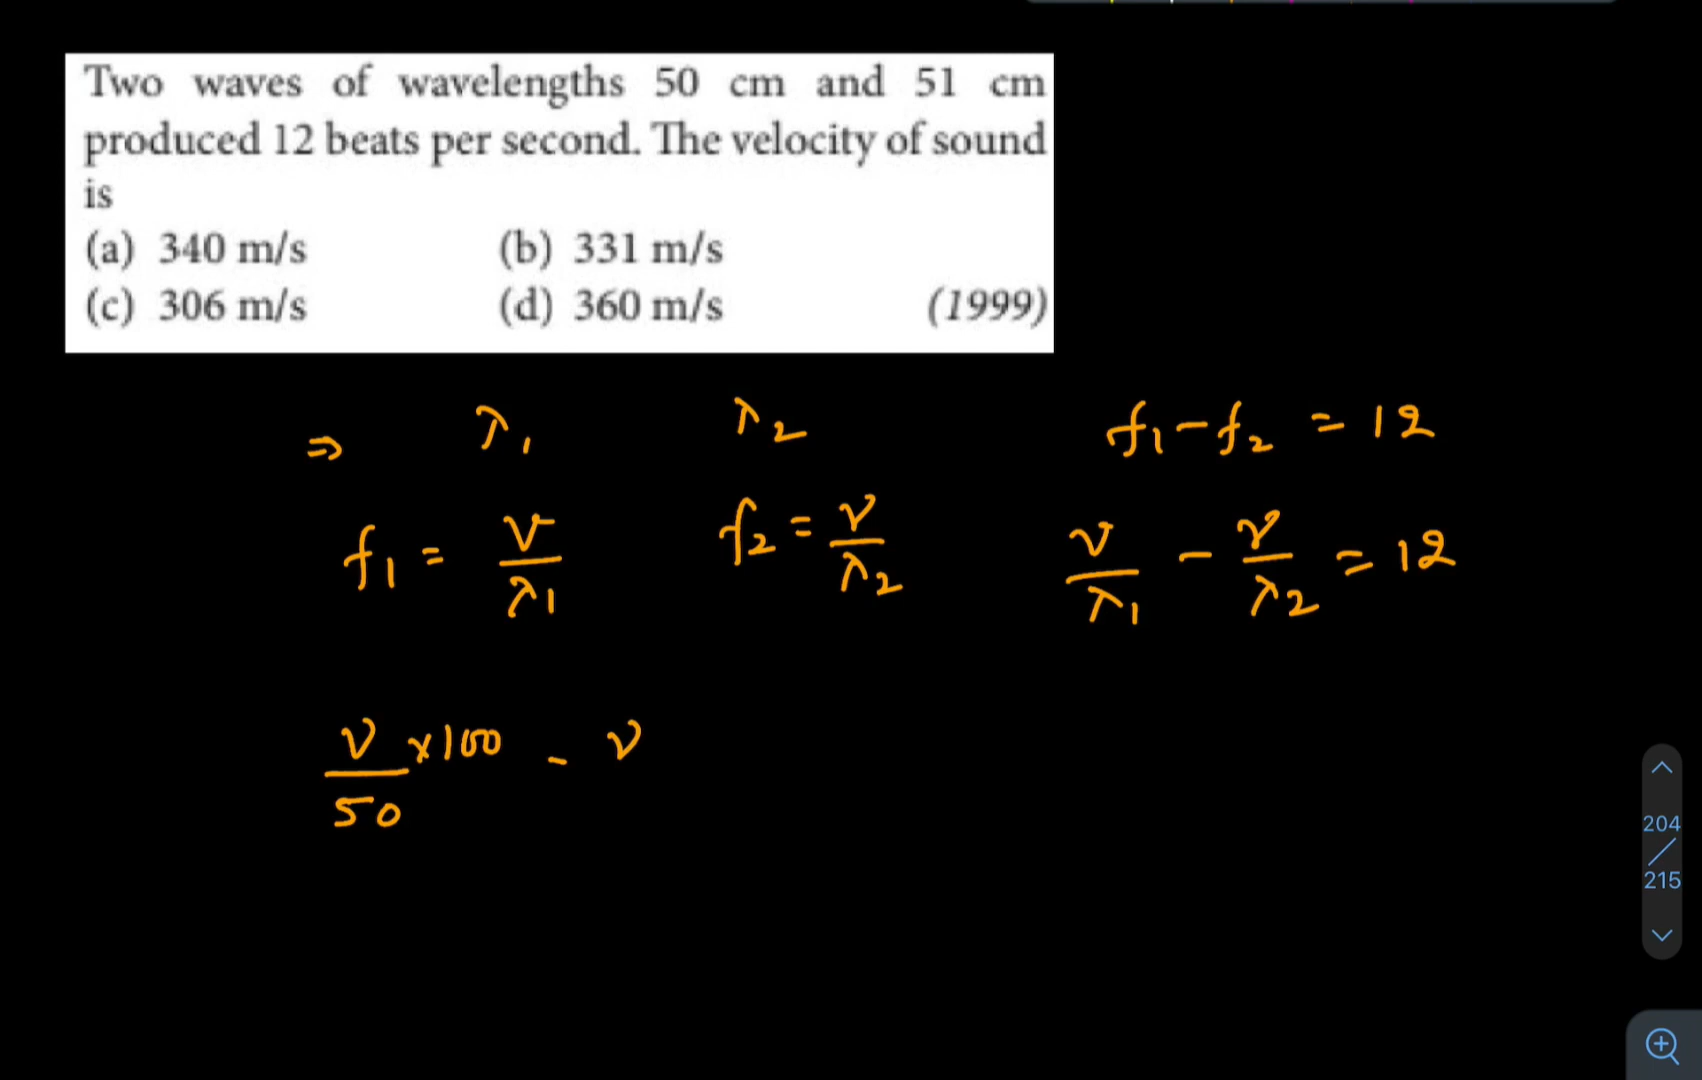 Two waves of wavelengths 50 cm and 51 cm
produced 12 beats per second. The velocity of sound
is
(a) 340 m/s (b) 331 m/s
(c) 306 m/s (d) 360 m/s (1999)
⇒ λ₁ λ₂ f₁ - f₂ = 12
f₁ = v/λ₁ f₂ = v/λ₂ v/λ₁ - v/λ₂ = 12
v/50 × 100 - v
204
/
215